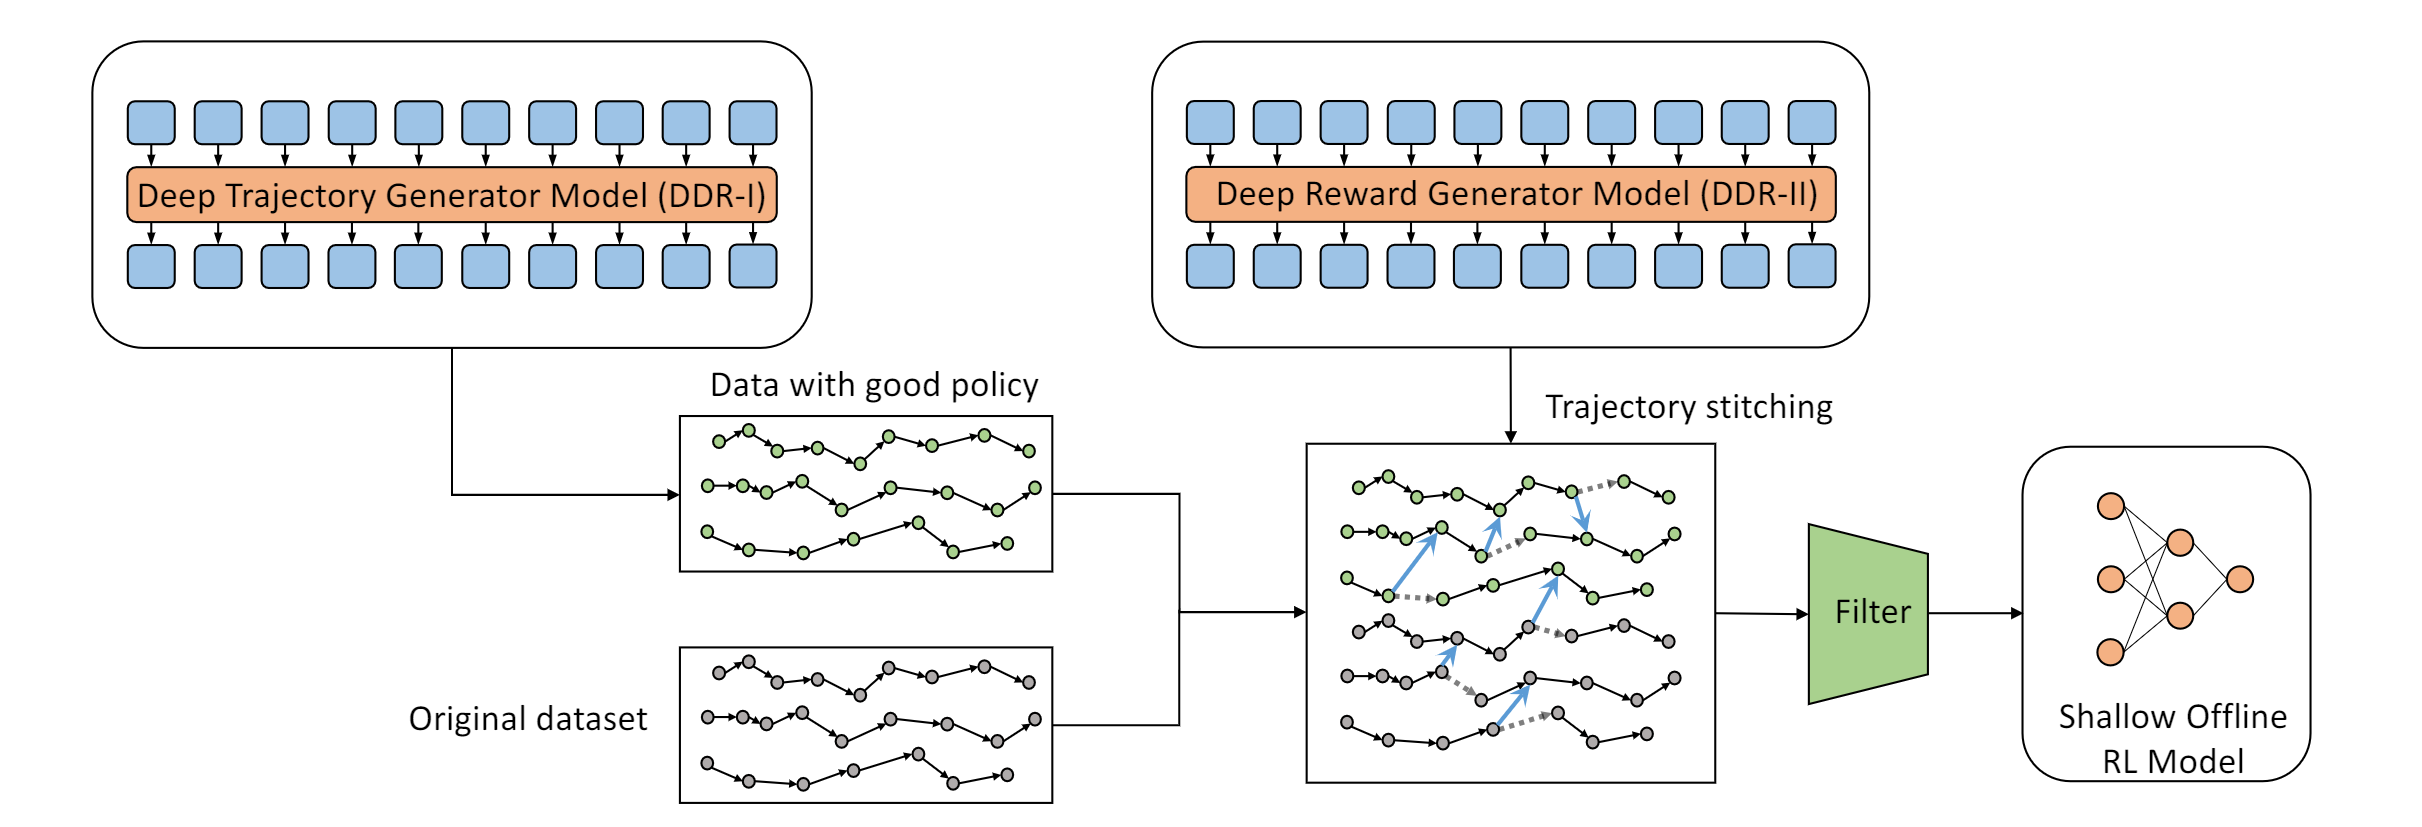 Deep Trajectory Generator Model (DDR-I)
Deep Reward Generator Model (DDR-II)
Data with good policy
Trajectory stitching
Original dataset
Filter
Shallow Offline
RL Model